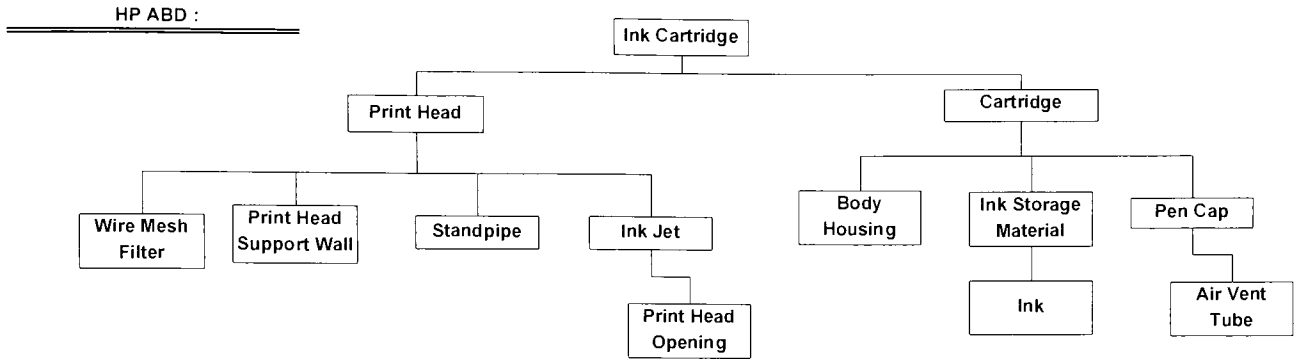 HP ABD :
Ink Cartridge
Print Head
Cartridge
Wire Mesh
Filter
Print Head
Support Wall
Standpipe
Ink Jet
Body
Housing
Ink Storage
Material
Pen Cap
Print Head
Opening
Ink
Air Vent
Tube